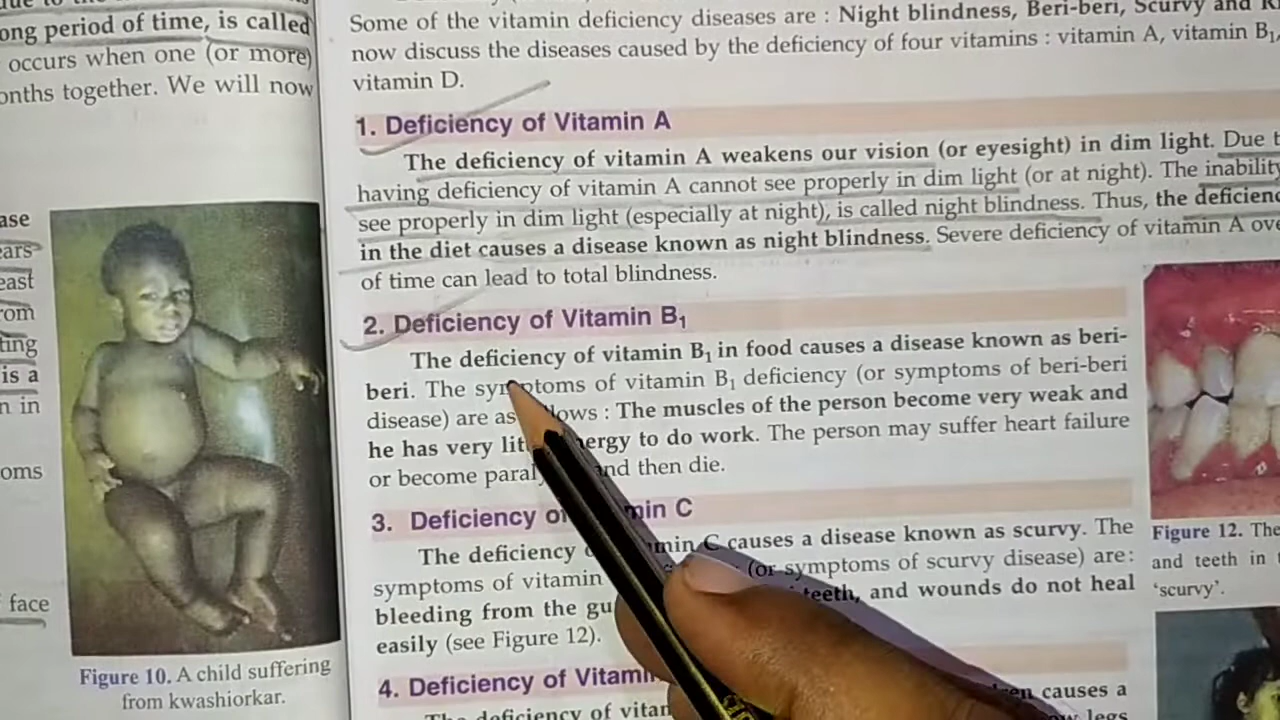 ong period of time, is called
occurs when one (or more)
onths together. We will now
ase
ears
east
rom
ting
is a
n in
oms
face
Figure 10. A child suffering
from kwashiorkar.
Some of the vitamin deficiency diseases are : Night blindness, Beri-beri, Scurvy and
now discuss the diseases caused by the deficiency of four vitamins : vitamin A, vitamin B1,
vitamin D.
1. Deficiency of Vitamin A
The deficiency of vitamin A weakens our vision (or eyesight) in dim light. Due t
having deficiency of vitamin A cannot see properly in dim light (or at night). The inability
see properly in dim light (especially at night), is called night blindness. Thus, the deficienc
in the diet causes a disease known as night blindness. Severe deficiency of vitamin A ove
of time can lead to total blindness.
2. Deficiency of Vitamin B1
The deficiency of vitamin B1 in food causes a disease known as beri-
beri. The symptoms of vitamin B1 deficiency (or symptoms of beri-beri
disease) are as lows : The muscles of the person become very weak and
he has very lit nergy to do work. The person may suffer heart failure
or become paral nd then die.
3. Deficiency o min C
The deficiency min C causes a disease known as scurvy. The
symptoms of vitamin (or symptoms of scurvy disease) are:
bleeding from the gu teeth, and wounds do not heal
easily (see Figure 12).
4. Deficiency of Vitami
causes a
The deficiency of vitan
legs
Figure 12. The
and teeth in
'scurvy'.